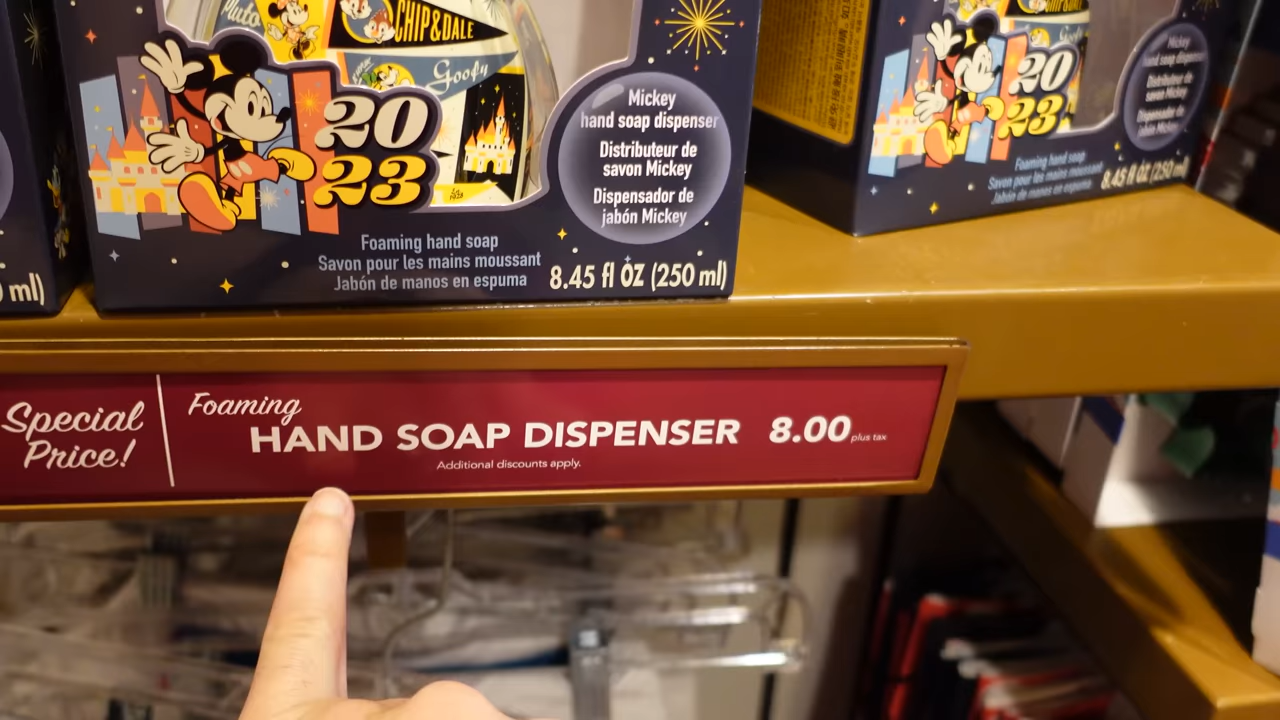 Pluto
CHIP & DALE
Goofy
20
23
Mickey
hand soap dispenser
Distributeur de
savon Mickey
Dispensador de
jabón Mickey
Foaming hand soap
Savon pour les mains moussant
Jabón de manos en espuma
8.45 fl oz (250 ml)
ml)
20
23
Mickey
hand soap dispenser
Distributeur de
savon Mickey
Dispensador de
jabón Mickey
Foaming hand soap
Savon pour les mains moussant
Jabón de manos en espuma
8.45 fl oz (250 ml)
Goofy
Special
Price!
Foaming
HAND SOAP DISPENSER 8.00 plus tax
Additional discounts apply.